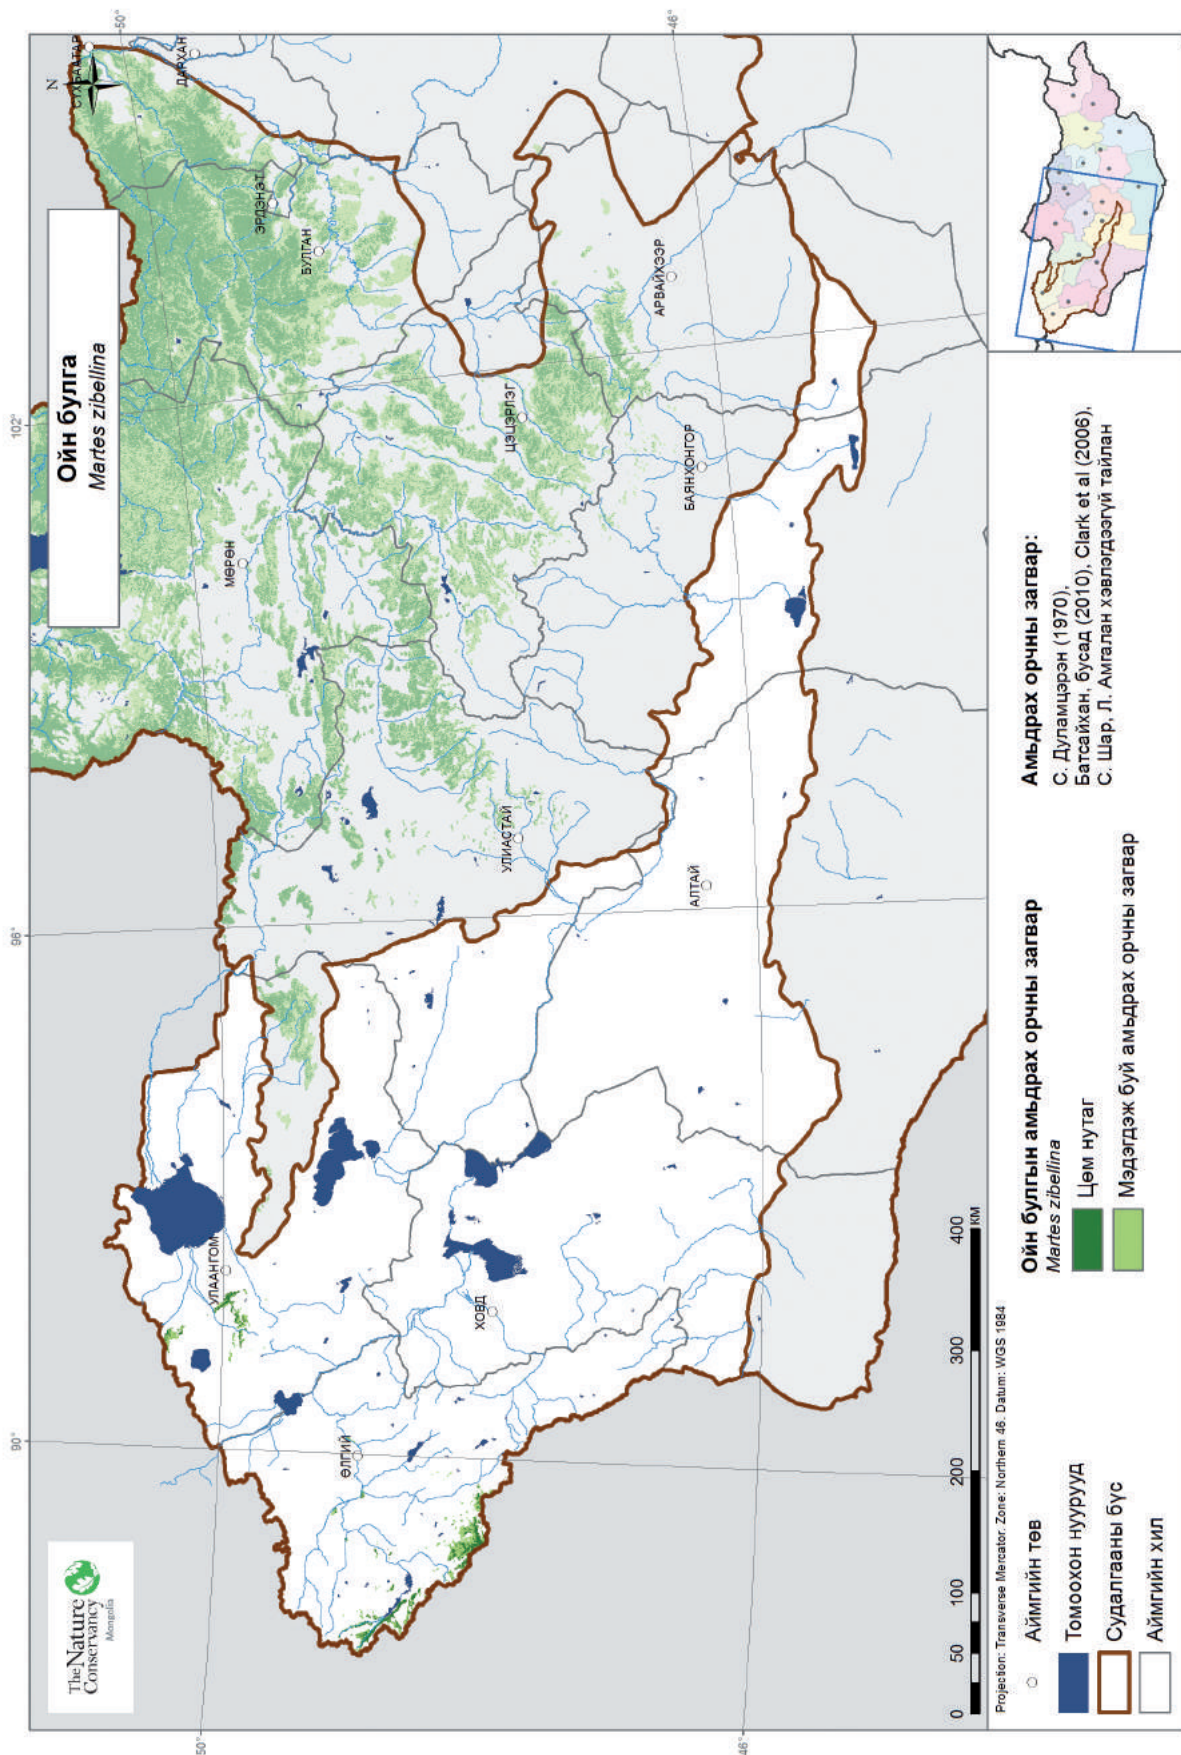 Ойн булга
Martes zibellina
The Nature
Conservancy
Mongolia
N
90°
96°
102°
50°
46°
50°
46°
СҮХБААТАР
ДАРХАН
ЭРДЭНЭТ
БУЛГАН
МӨРӨН
ЦЭЦЭРЛЭГ
АРВАЙХЭЭР
БАЯНХОНГОР
УЛИАСТАЙ
АЛТАЙ
УЛААНГОМ
ХОВД
ӨЛГИЙ
0 50 100 200 300 400
КМ
Projection: Transverse Mercator. Zone: Northern 46. Datum: WGS 1984
Аймгийн төв
Томоохон нуурууд
Судалгааны бүс
Аймгийн хил
Ойн булгын амьдрах орчны загвар
Martes zibellina
Цөм нутаг
Мэдэгдэж буй амьдрах орчны загвар
Амьдрах орчны загвар:
С. Дуламцэрэн (1970),
Батсайхан, бусад (2010), Clark et al (2006),
С. Шар, Л. Амгалан хэвлэгдээгүй тайлан